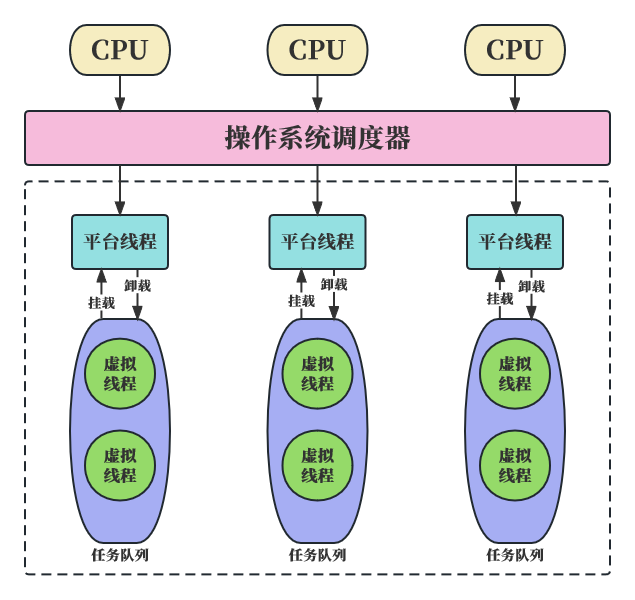 CPU CPU CPU
操作系统调度器
平台线程 平台线程 平台线程
卸载 卸载 卸载
挂载 挂载 挂载
虚拟 虚拟 虚拟
线程 线程 线程
虚拟 虚拟 虚拟
线程 线程 线程
任务队列 任务队列 任务队列